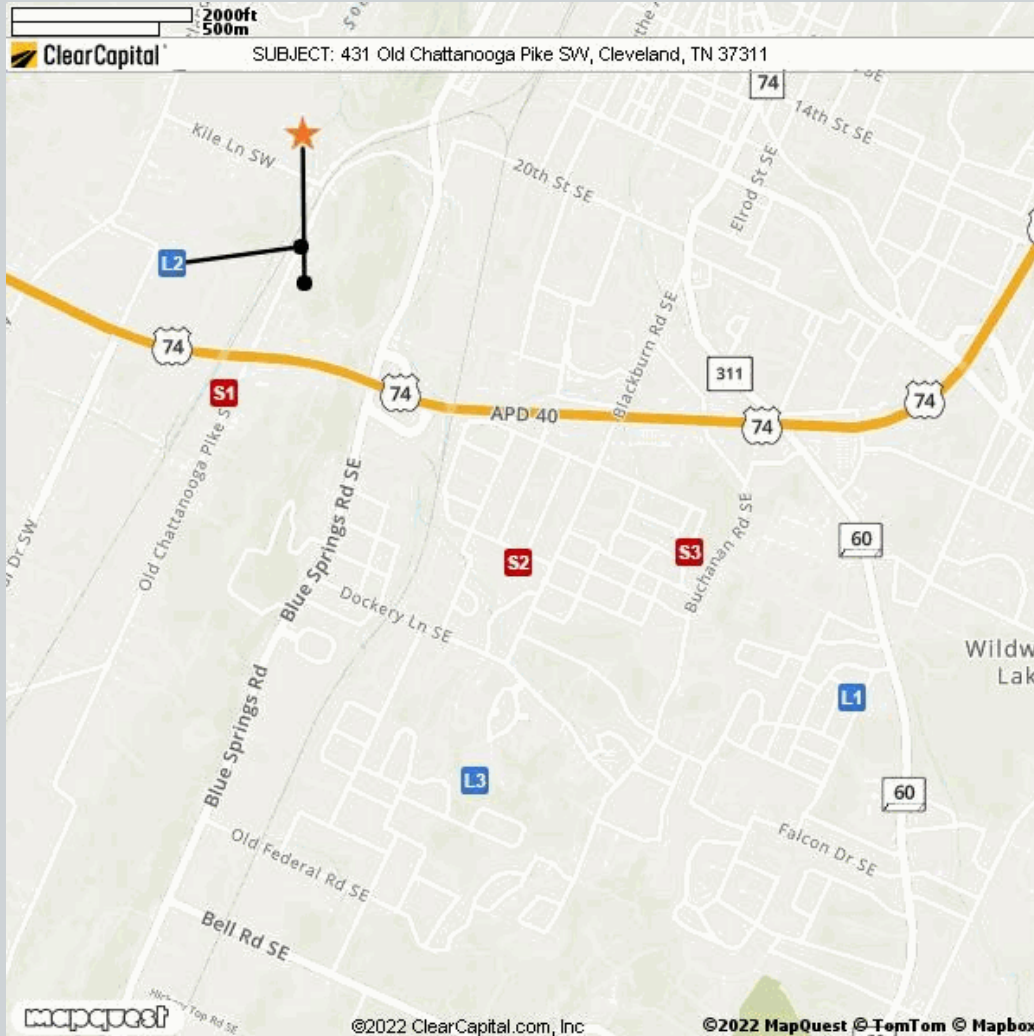 2000ft
500m
ClearCapital
SUBJECT: 431 Old Chattanooga Pike SW, Cleveland, TN 37311
74
14th St SE
Kile Ln SW
20th St SE
Elrod St SE
L2
74
Blackburn Rd SE
311
S1
74
APD 40
74
74
Old Chattanooga Pike S
Blue Springs Rd SE
60
S2
S3
Buchanan Rd SE
Dockery Ln SE
Wildw
Lak
L1
Blue Springs Rd
L3
60
Falcon Dr SE
Old Federal Rd SE
Bell Rd SE
Top Rd SE
mapquest
©2022 ClearCapital.com, Inc
©2022 MapQuest © TomTom © Mapbox